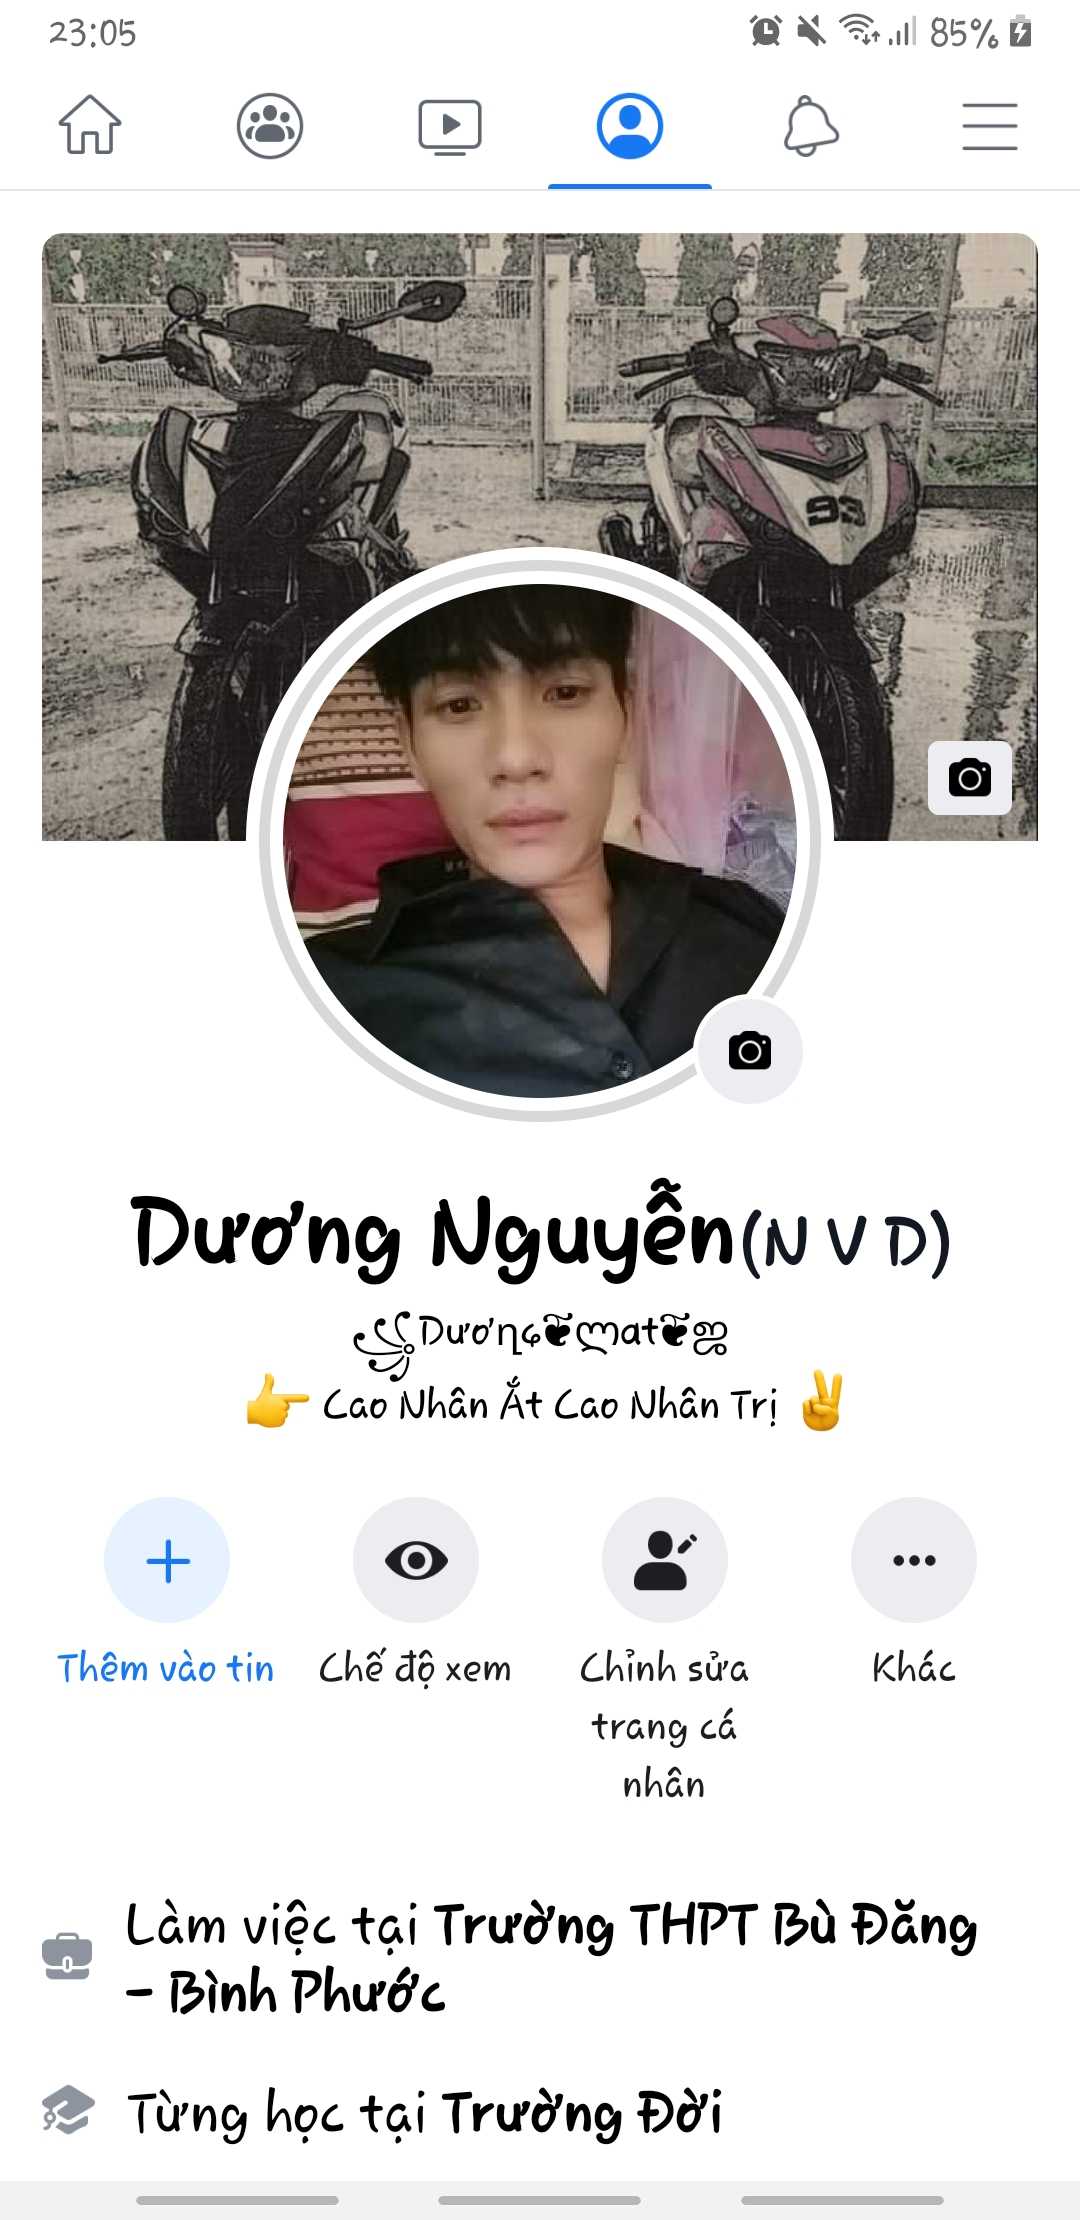 23:05
85%
93
Dương Nguyễn(N V D)
꧁Dươngღmatஜ
👉 Cao Nhân Ắt Cao Nhân Trị ✌
Thêm vào tin
Chế độ xem
Chỉnh sửa
trang cá
nhân
Khác
Làm việc tại Trường THPT Bù Đăng
- Bình Phước
Từng học tại Trường Đời